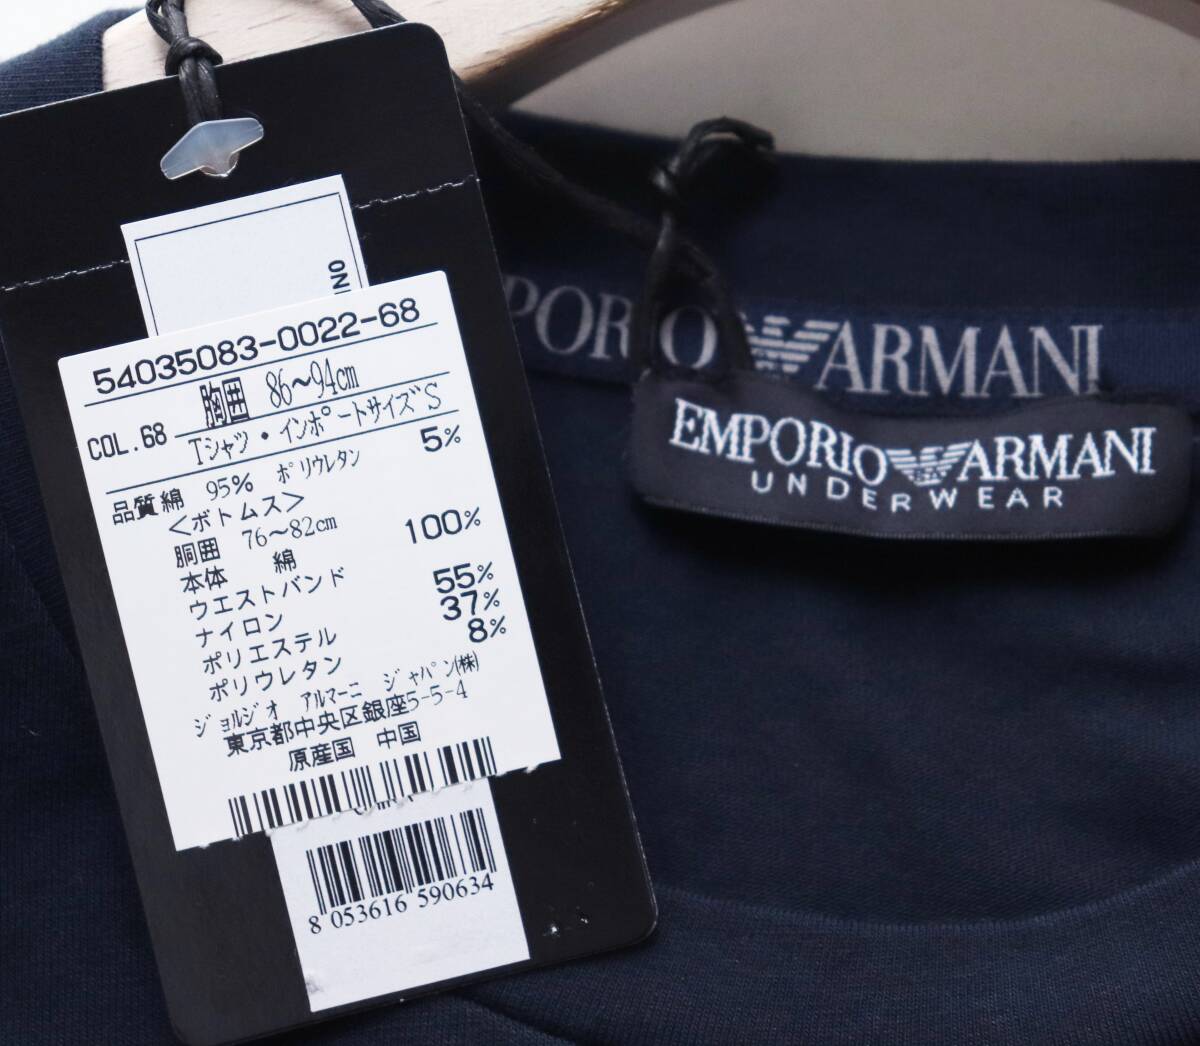 ONI
54035083-0022-68
胸囲 86～94cm
COL.68
Tシャツ・インポートサイズS
品質綿 95% ポリウレタン 5%
＜ボトムス＞
胴囲 76～82cm
本体 綿 100%
ウエストバンド
ナイロン 55%
ポリエステル 37%
ポリウレタン 8%
ジョルジオ アルマーニ ジャパン(株)
東京都中央区銀座5-5-4
原産国 中国
8 053616 590634
PORIO ARMANI
EMPORIO ARMANI
UNDERWEAR